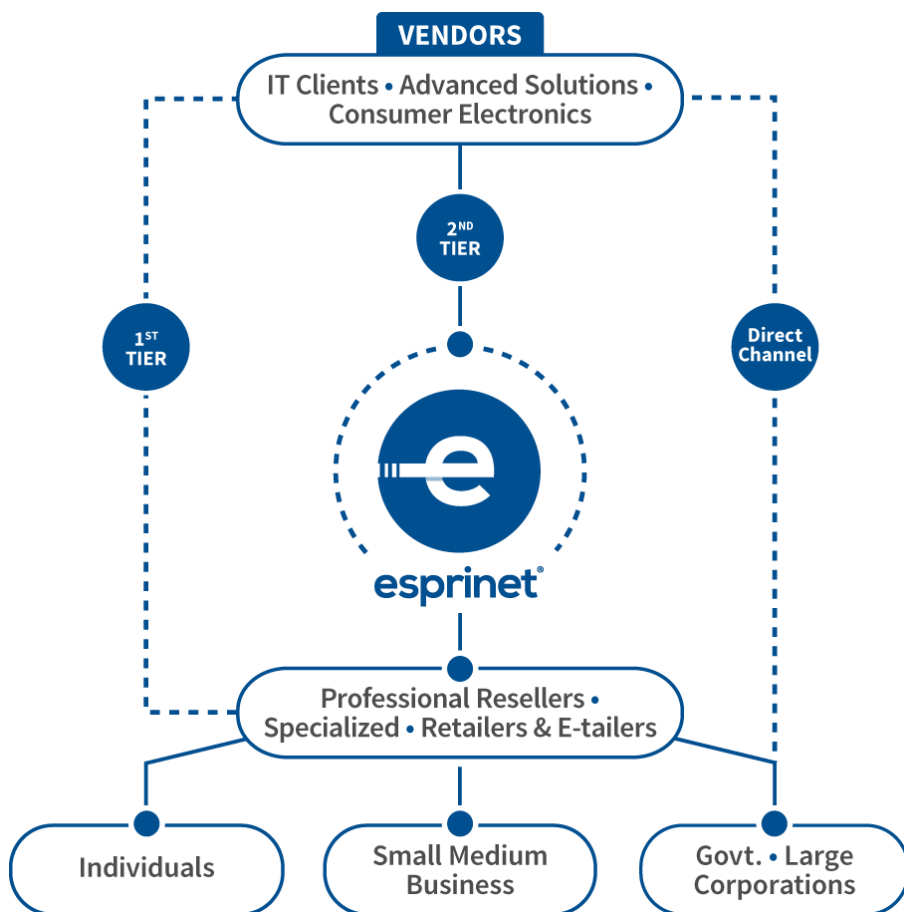 VENDORS
IT Clients • Advanced Solutions •
Consumer Electronics
2ND
TIER
1ST
TIER
Direct
Channel
e
esprinet®
Professional Resellers •
Specialized • Retailers & E-tailers
Individuals
Small Medium
Business
Govt. • Large
Corporations